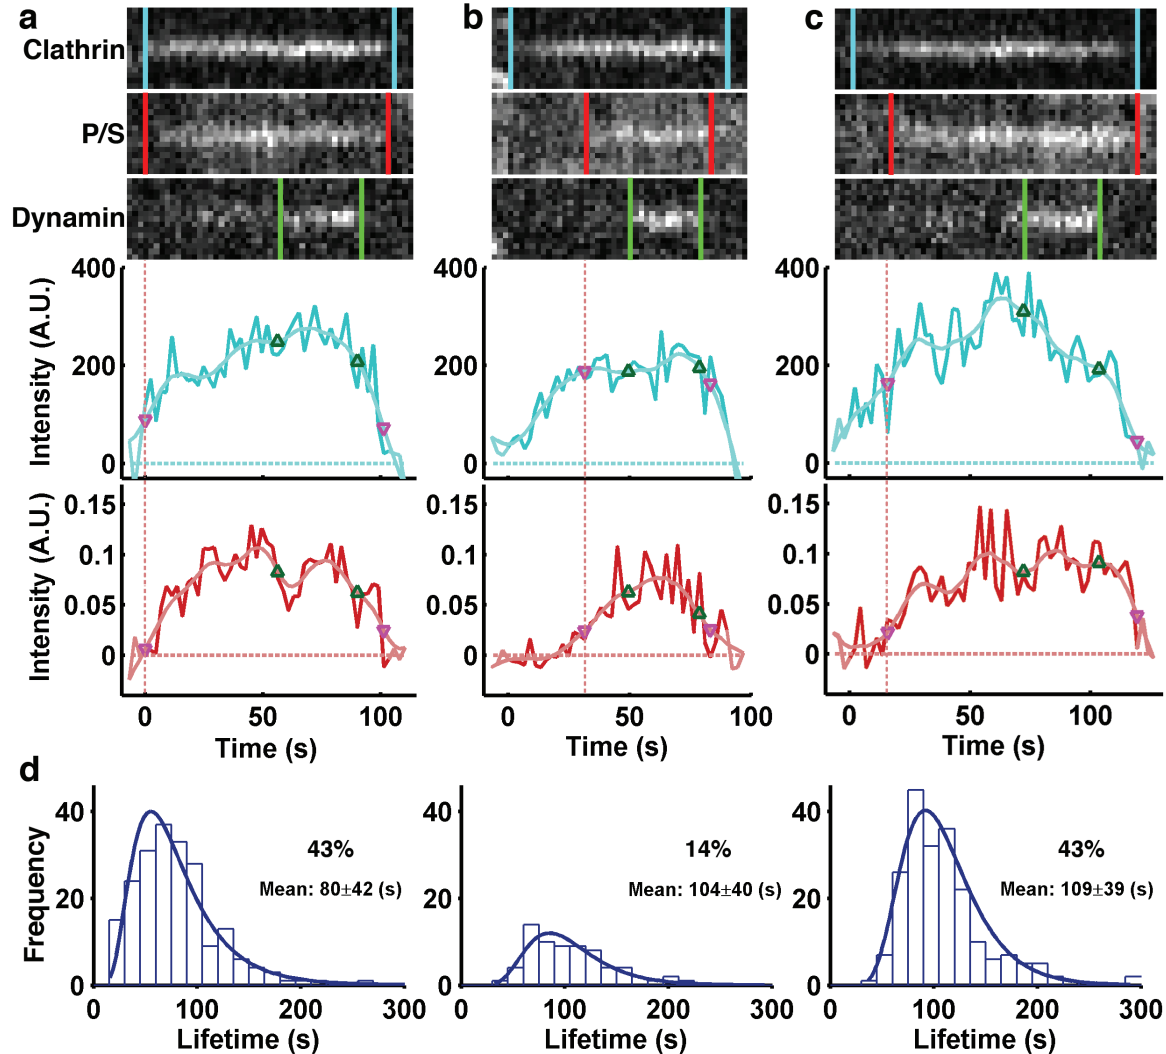 a b c
Clathrin
P/S
Dynamin
Intensity (A.U.)
400
200
0
Intensity (A.U.)
0.15
0.1
0.05
0
400
200
0
0.15
0.1
0.05
0
400
300
200
100
0
0.15
0.1
0.05
0
0 50 100
Time (s)
0 50 100
Time (s)
0 50 100
Time (s)
d
Frequency
40
20
0
43%
Mean: 80±42 (s)
0 100 200 300
Lifetime (s)
40
20
0
14%
Mean: 104±40 (s)
0 100 200 300
Lifetime (s)
40
20
0
43%
Mean: 109±39 (s)
0 100 200 300
Lifetime (s)